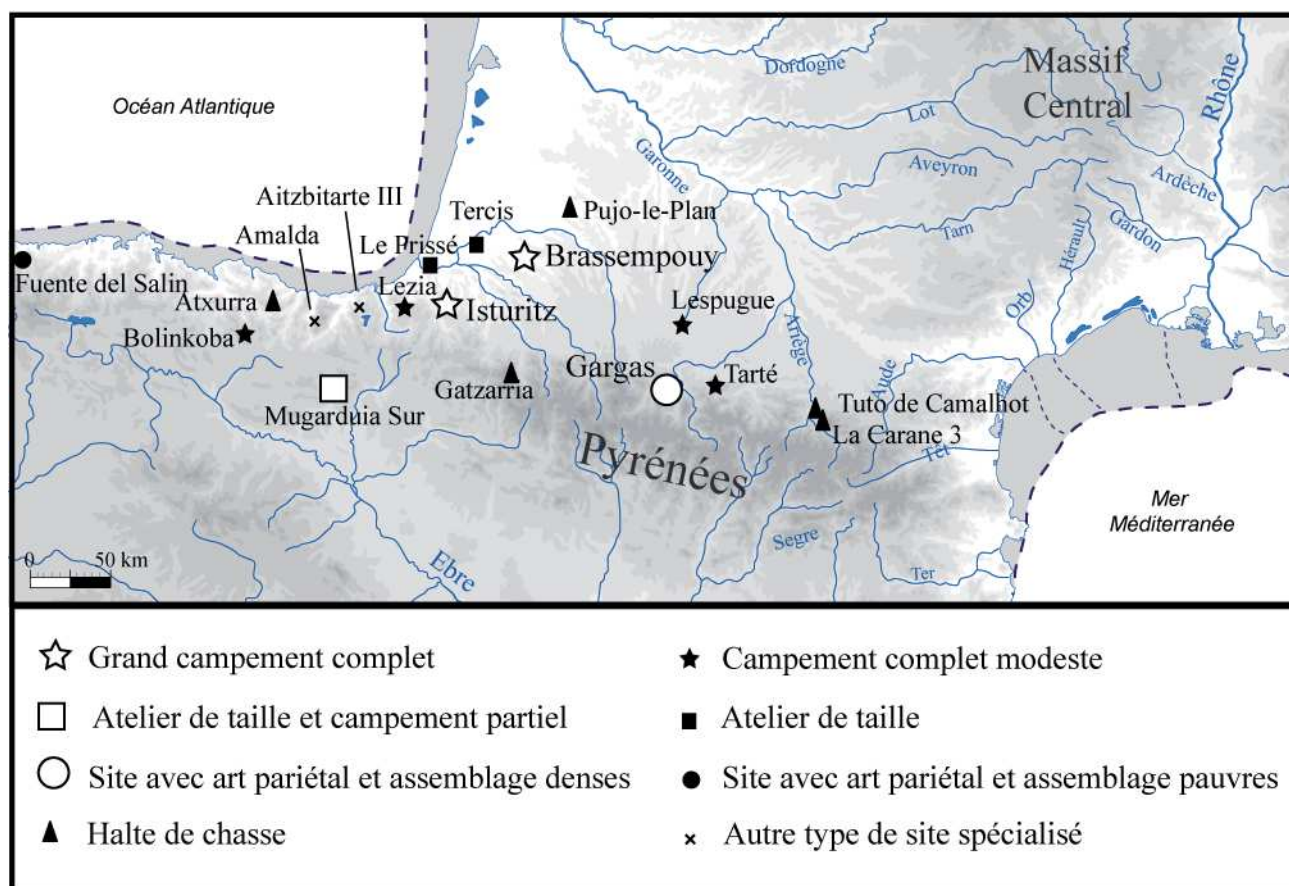 Océan Atlantique
Massif
Central
Rhône
Dordogne
Lot
Garonne
Aveyron
Ardèche
Aitzbitarte III
Tercis
Pujo-le-Plan
Tarn
Hérault
Gardon
Amalda
Le Prissé
Brassempouy
Fuente del Salin
Atxurra
Lezia
Isturitz
Lespugue
Ariège
Orb
Bolinkoba
Gargas
Tarté
Aude
Gatzarria
Mugarduia Sur
Tuto de Camalhot
La Carane 3
Pyrénées
Têt
Mer
Méditerranée
Segre
Ebre
Ter
0 50 km
Grand campement complet
Campement complet modeste
Atelier de taille et campement partiel
Atelier de taille
Site avec art pariétal et assemblage denses
Site avec art pariétal et assemblage pauvres
Halte de chasse
Autre type de site spécialisé